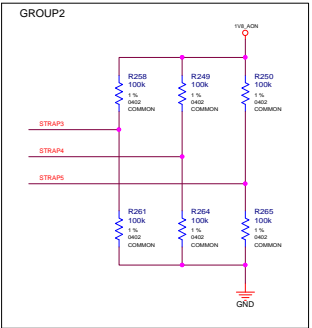 GROUP2
1V8_AON
R258
100k
1 %
0402
COMMON
R249
100k
1 %
0402
COMMON
R250
100k
1 %
0402
COMMON
STRAP3
STRAP4
STRAP5
R261
100k
1 %
0402
COMMON
R264
100k
1 %
0402
COMMON
R265
100k
1 %
0402
COMMON
GND